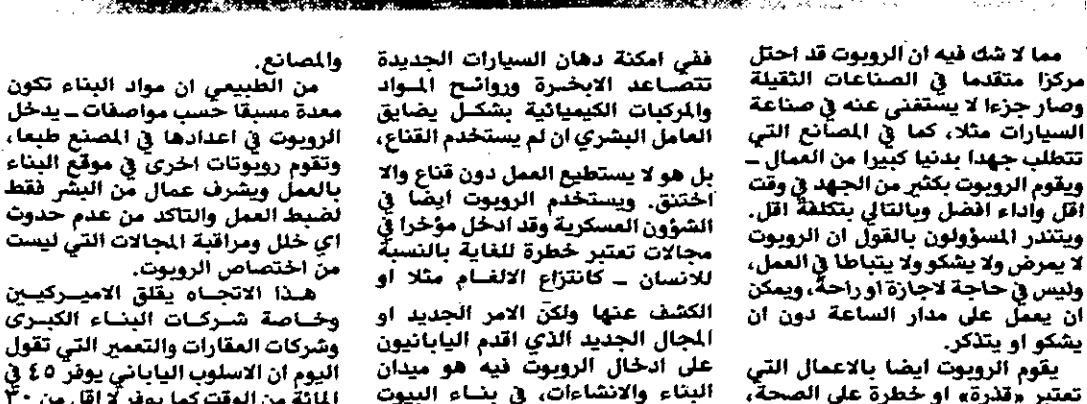 مما لا شك فيه ان الروبوت قد احتل
مركزا متقدما في الصناعات الثقيلة
وصار جزءا لا يستغنى عنه في صناعة
السيارات مثلا، كما في المصانع التي
تتطلب جهدا بدنيا كبيرا من العمال ـ
ويقوم الروبوت بكثير من الجهد في وقت
اقل واداء افضل وبالتالي بتكلفة اقل.
ويتندر المسؤولون بالقول ان الروبوت
لا يمرض ولا يشكو ولا يتباطا في العمل،
وليس في حاجة لاجازة او راحة، ويمكن
ان يعمل على مدار الساعة دون ان
يشكو او يتذكر.
يقوم الروبوت ايضا بالاعمال التي
تعتبر «قذرة» او خطرة على الصحة،
ففي امكنة دهان السيارات الجديدة
تتصاعد الابخرة وروائح المواد
والمركبات الكيميائية بشكل يضايق
العامل البشري ان لم يستخدم القناع،
بل هو لا يستطيع العمل دون قناع والا
اختنق. ويستخدم الروبوت ايضا في
الشؤون العسكرية وقد ادخل مؤخرا في
مجالات تعتبر خطرة للغاية بالنسبة
للانسان ـ كانتزاع الالغام مثلا او
الكشف عنها ولكن الامر الجديد او
المجال الجديد الذي اقدم اليابانيون
على ادخال الروبوت فيه هو ميدان
البناء والانشاءات، في بناء البيوت
والمصانع.
من الطبيعي ان مواد البناء تكون
معدة مسبقا حسب مواصفات ـ يدخل
الروبوت في اعدادها في المصنع طبعا،
وتقوم روبوتات اخرى في موقع البناء
بالعمل ويشرف عمال من البشر فقط
لضبط العمل والتاكد من عدم حدوث
اي خلل ومراقبة المجالات التي ليست
من اختصاص الروبوت.
هذا الاتجاه يقلق الاميركيين
وخاصة شركات البناء الكبرى
وشركات العقارات والتعمير التي تقول
اليوم ان الاسلوب الياباني يوفر ٤٥ في
المائة من الوقت كما يوفر لا اقل من ٣٠